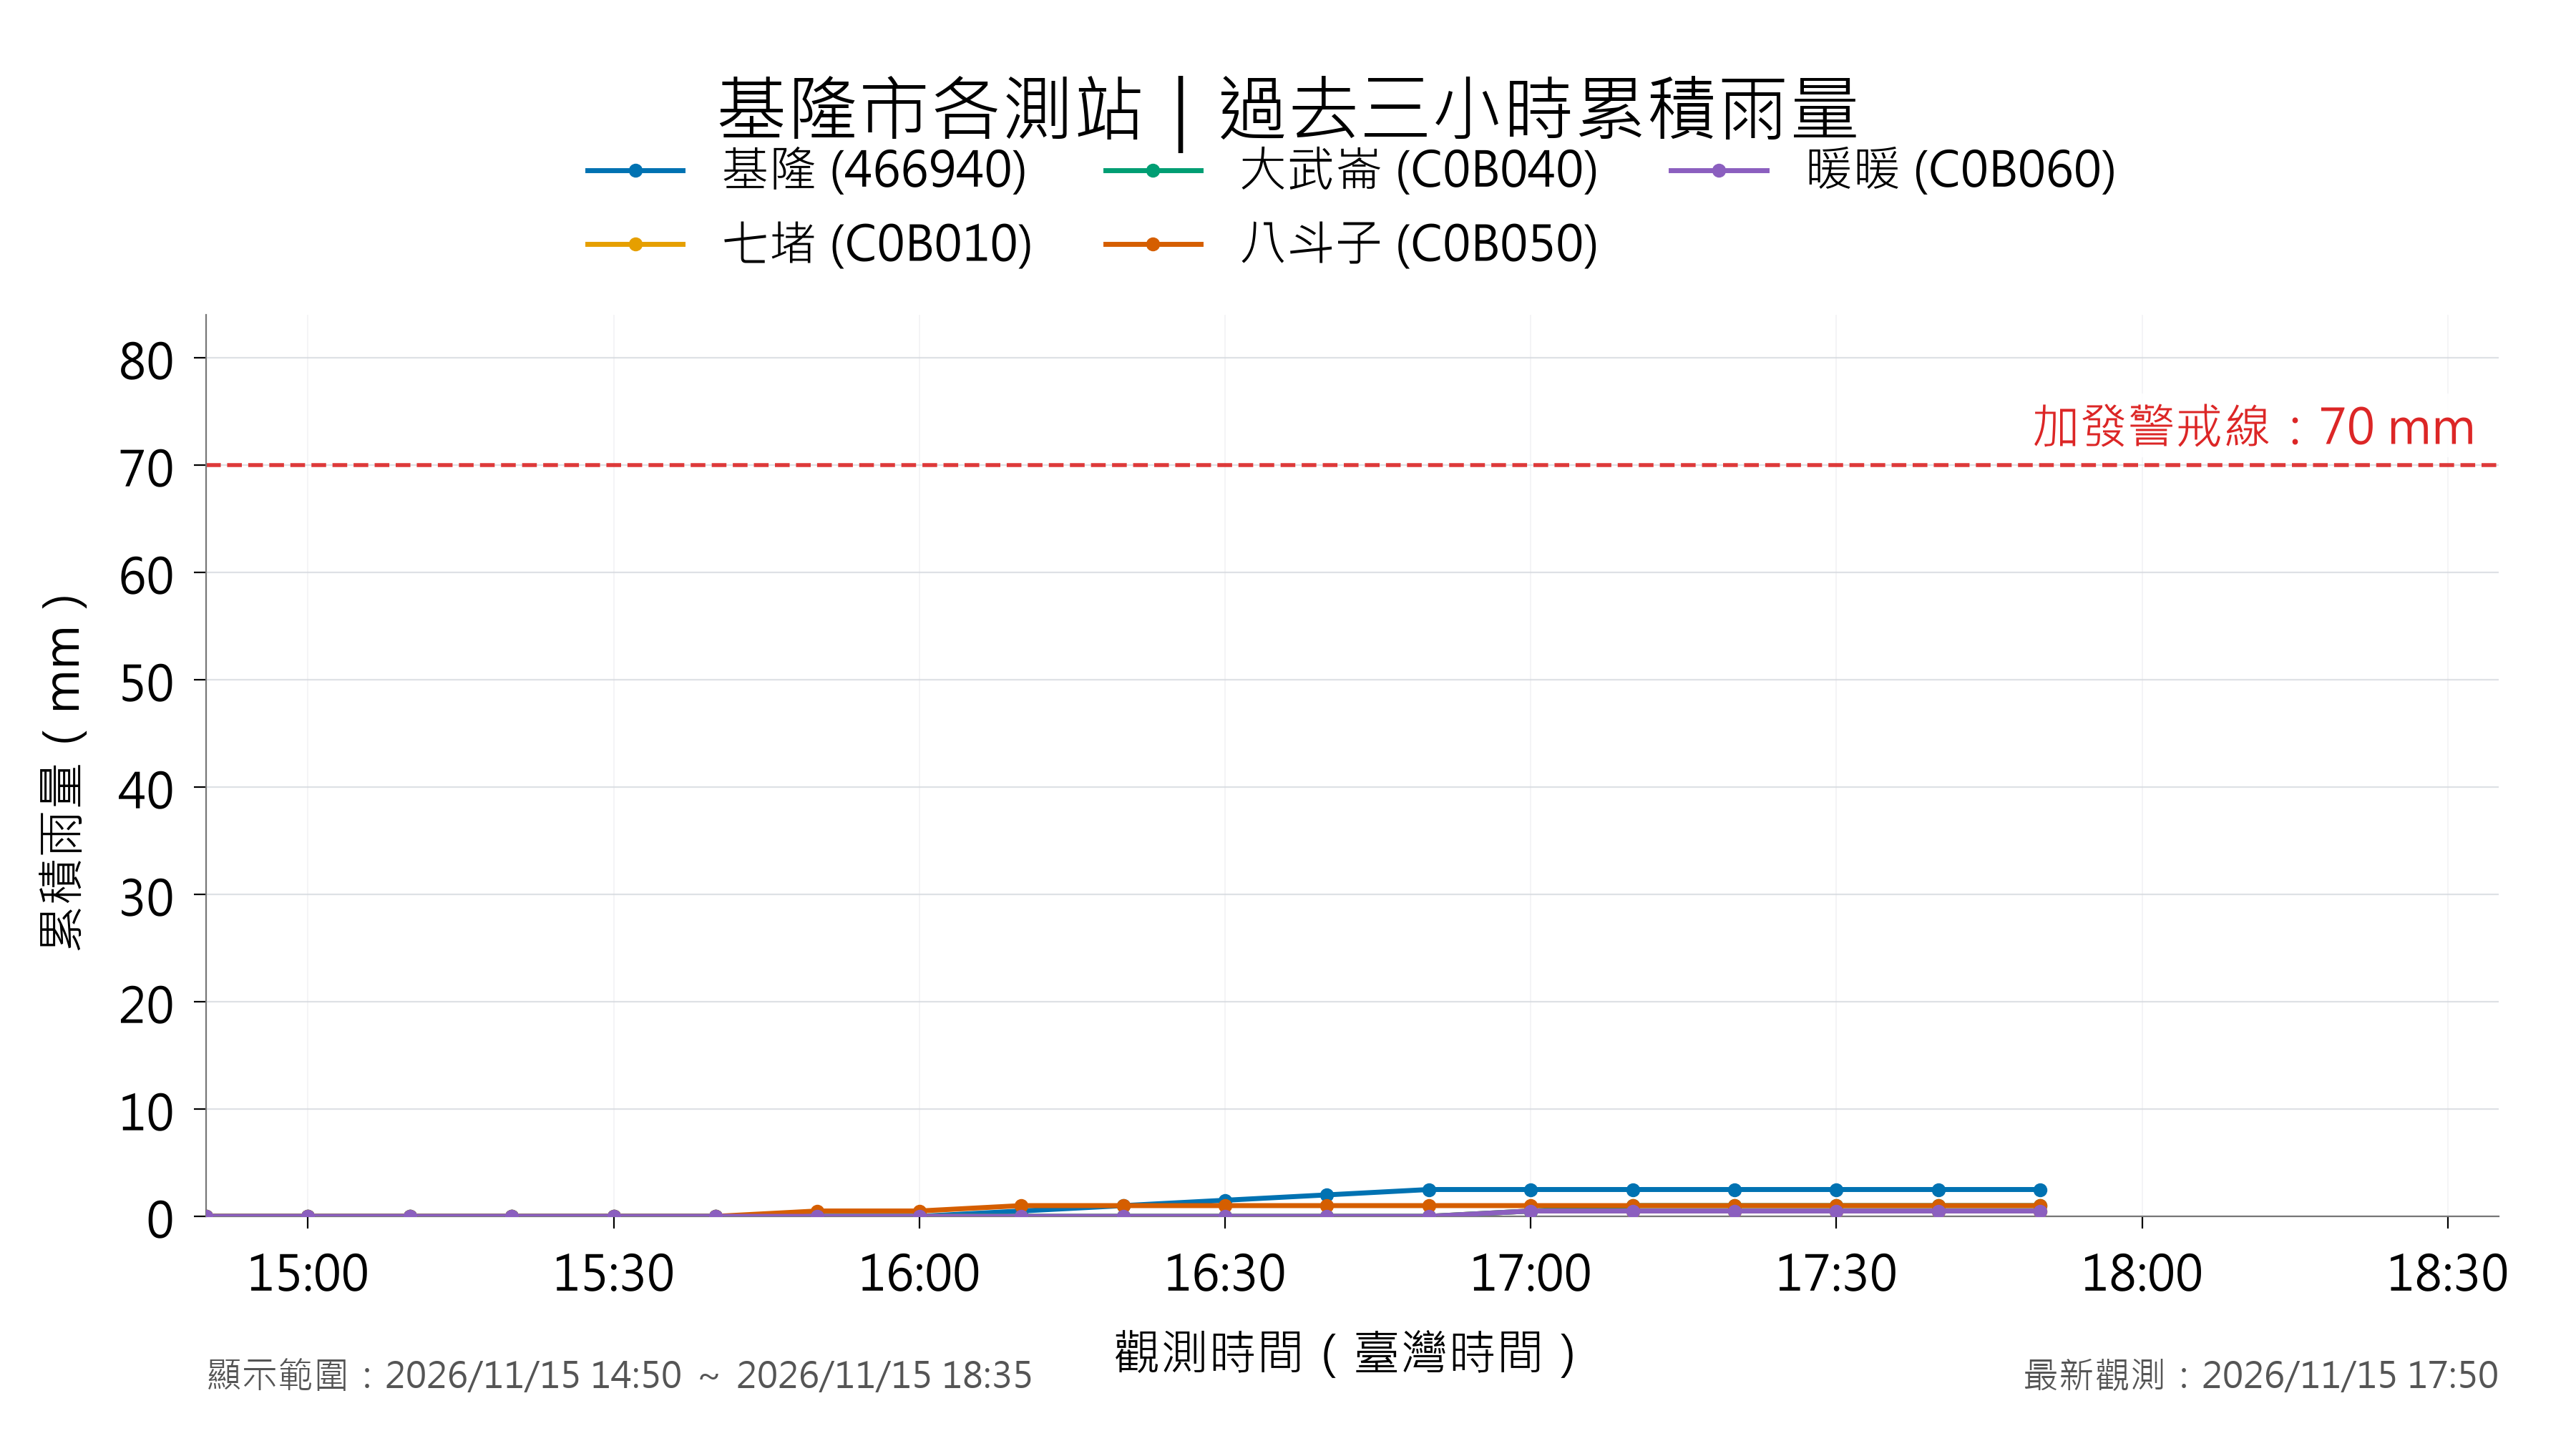 基隆市各測站｜過去三小時累積雨量
基隆 (466940)
大武崙 (C0B040)
暖暖 (C0B060)
七堵 (C0B010)
八斗子 (C0B050)
80
加發警戒線：70 mm
70
60
50
40
30
20
10
0
累積雨量（mm）
15:00
15:30
16:00
16:30
17:00
17:30
18:00
18:30
觀測時間（臺灣時間）
顯示範圍：2026/11/15 14:50 ~ 2026/11/15 18:35
最新觀測：2026/11/15 17:50